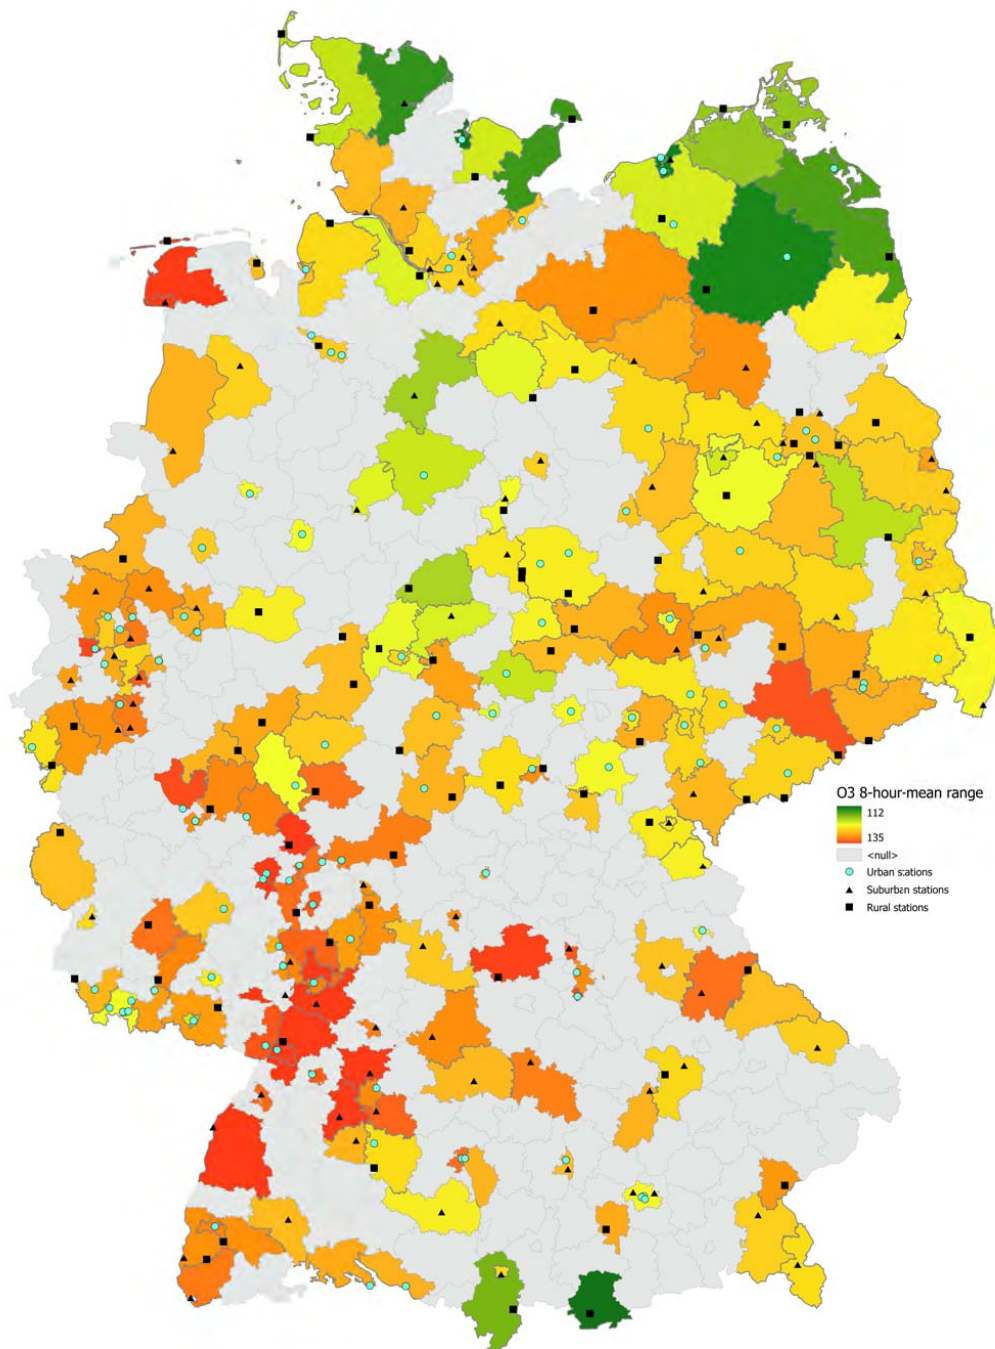 O3 8-hour-mean range
112
135
<null>
Urban stations
Suburban stations
Rural stations